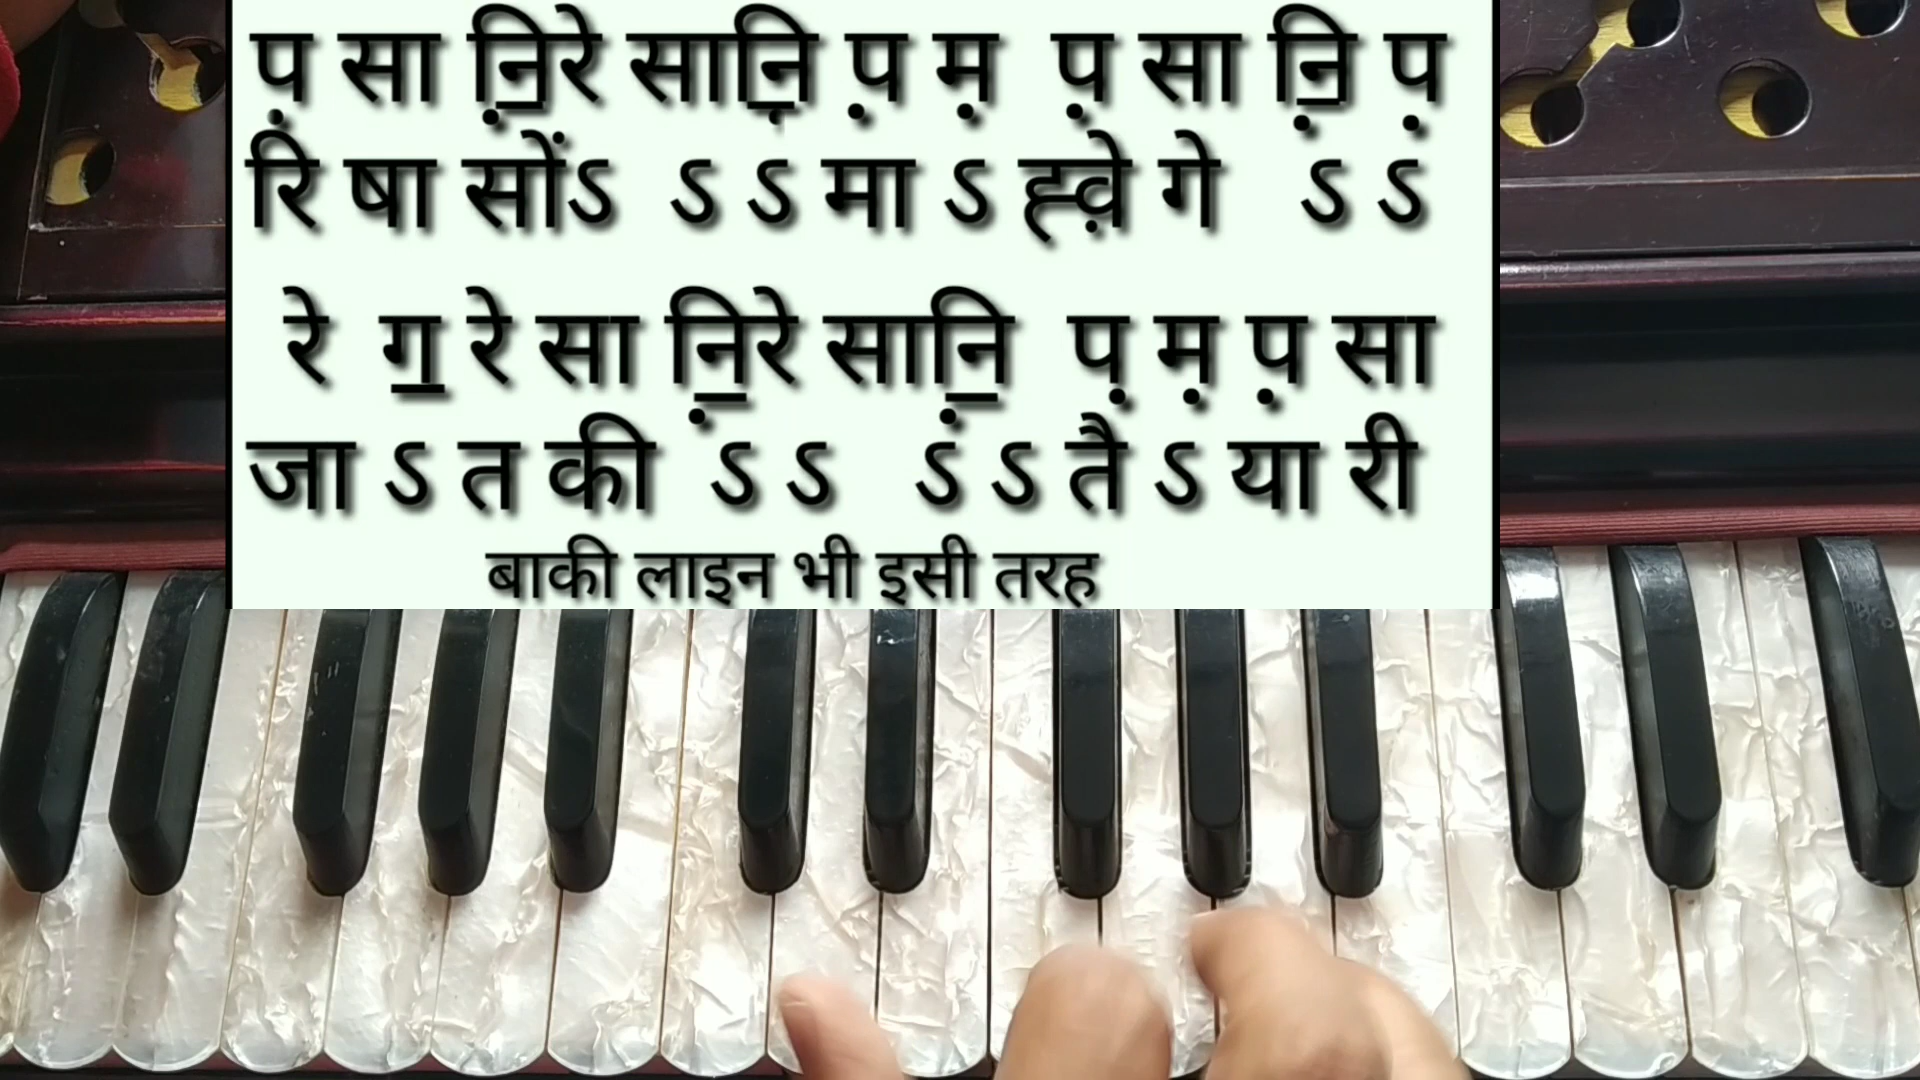 प़ सा ऩि॒रे साऩि॒ प़ म़ प़ सा ऩि॒ प़
रि षा सोंऽ ऽ ऽ मा ऽ ह्वे गे ऽ ऽ
रे ग॒ रे सा ऩि॒रे साऩि॒ प़ म़ प़ सा
जा ऽ त की ऽ ऽ ऽ ऽ तै ऽ या री
बाकी लाइन भी इसी तरह